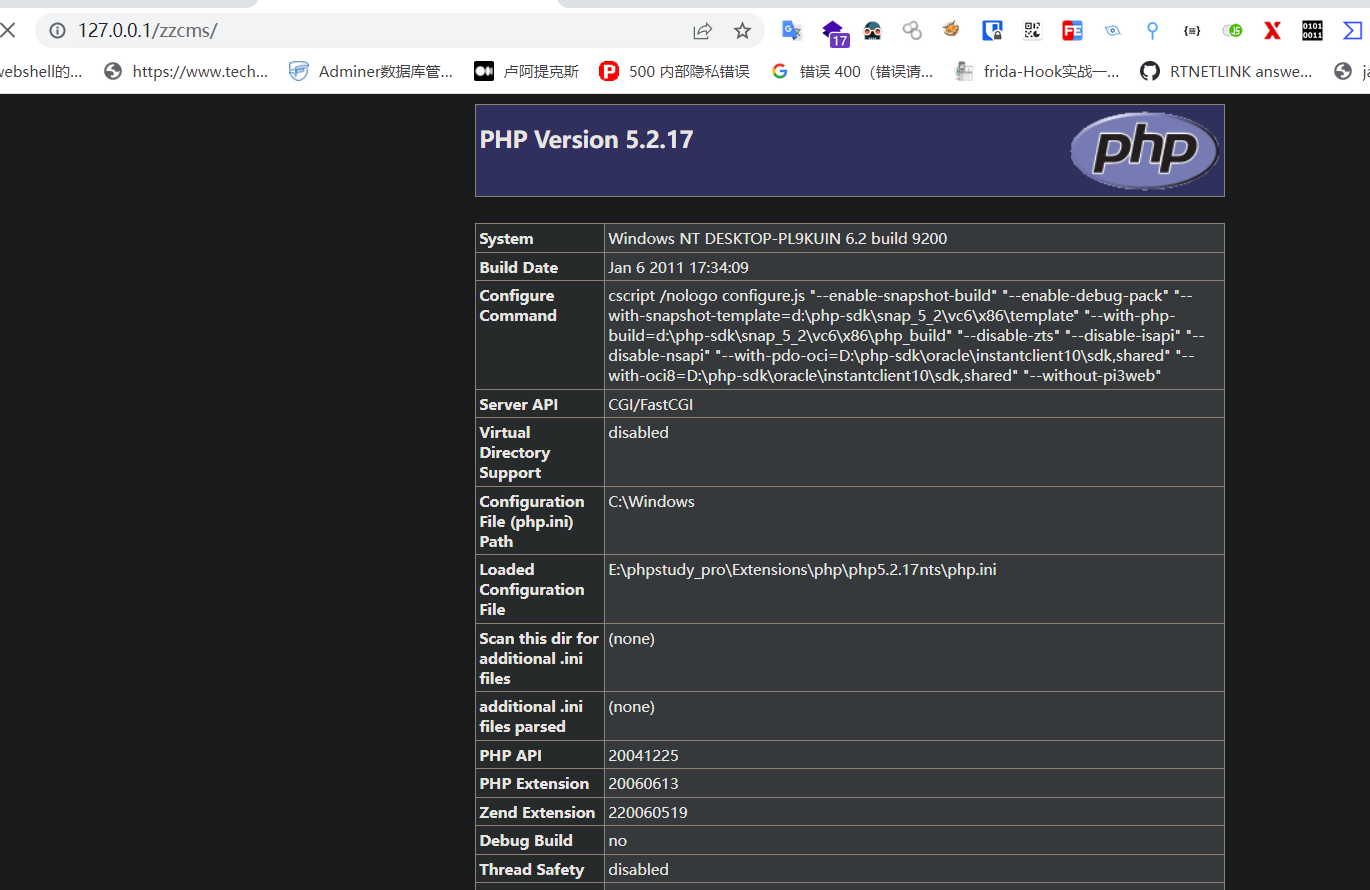 127.0.0.1/zzcms/
17
FE
{≡}
JS
X
0101
0011
webshell的...
https://www.tech...
Adminer数据库管...
卢阿提克斯
500 内部隐私错误
错误 400（错误请...
frida-Hook实战一...
RTNETLINK answe...
PHP Version 5.2.17
php
System
Windows NT DESKTOP-PL9KUIN 6.2 build 9200
Build Date
Jan 6 2011 17:34:09
Configure
Command
cscript /nologo configure.js "--enable-snapshot-build" "--enable-debug-pack" "--
with-snapshot-template=d:\php-sdk\snap_5_2\vc6\x86\template" "--with-php-
build=d:\php-sdk\snap_5_2\vc6\x86\php_build" "--disable-zts" "--disable-isapi" "--
disable-nsapi" "--with-pdo-oci=D:\php-sdk\oracle\instantclient10\sdk,shared" "--
with-oci8=D:\php-sdk\oracle\instantclient10\sdk,shared" "--without-pi3web"
Server API
CGI/FastCGI
Virtual
Directory
Support
disabled
Configuration
File (php.ini)
Path
C:\Windows
Loaded
Configuration
File
E:\phpstudy_pro\Extensions\php\php5.2.17nts\php.ini
Scan this dir for
additional .ini
files
(none)
additional .ini
files parsed
(none)
PHP API
20041225
PHP Extension
20060613
Zend Extension
220060519
Debug Build
no
Thread Safety
disabled